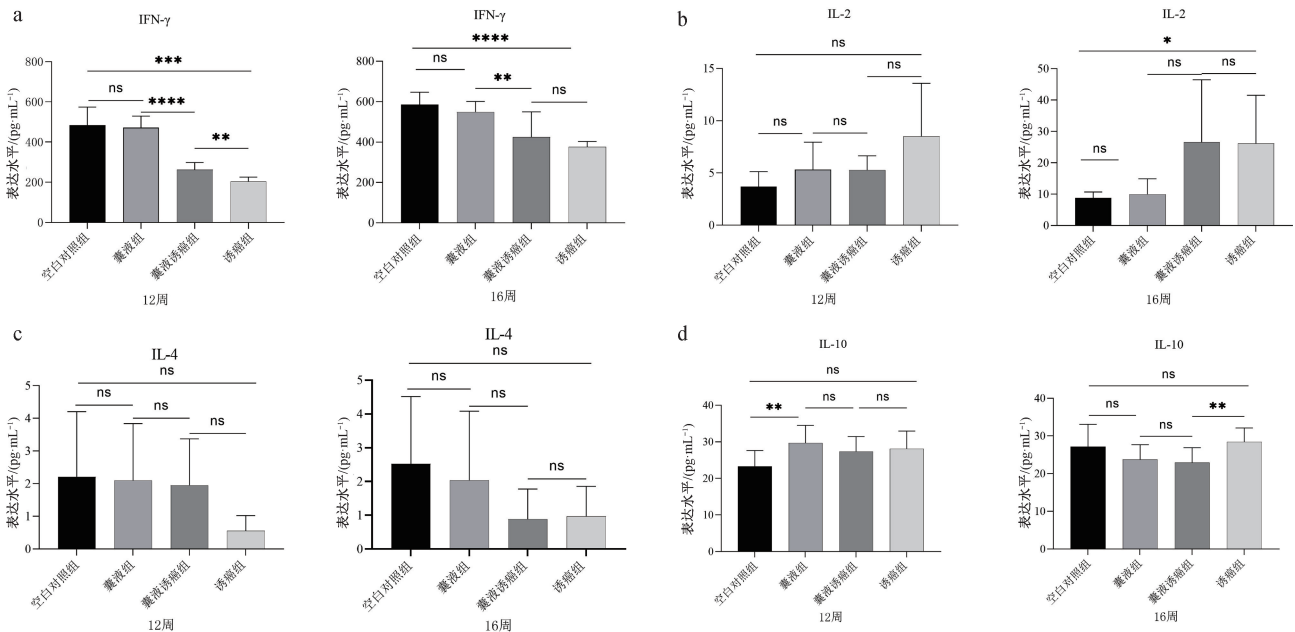 a
IFN-γ
***
ns
****
**
800
600
400
200
0
表达水平/(pg·mL⁻¹)
空白对照组
囊液组
囊液诱癌组
诱癌组
12周
IFN-γ
****
ns
**
ns
800
600
400
200
0
表达水平/(pg·mL⁻¹)
空白对照组
囊液组
囊液诱癌组
诱癌组
16周
b
IL-2
ns
ns
ns
ns
15
10
5
0
表达水平/(pg·mL⁻¹)
空白对照组
囊液组
囊液诱癌组
诱癌组
12周
IL-2
*
ns
ns
ns
50
40
30
20
10
0
表达水平/(pg·mL⁻¹)
空白对照组
囊液组
囊液诱癌组
诱癌组
16周
c
IL-4
ns
ns
ns
ns
5
4
3
2
1
0
表达水平/(pg·mL⁻¹)
空白对照组
囊液组
囊液诱癌组
诱癌组
12周
IL-4
ns
ns
ns
ns
5
4
3
2
1
0
表达水平/(pg·mL⁻¹)
空白对照组
囊液组
囊液诱癌组
诱癌组
16周
d
IL-10
ns
**
ns
ns
40
30
20
10
0
表达水平/(pg·mL⁻¹)
空白对照组
囊液组
囊液诱癌组
诱癌组
12周
IL-10
ns
ns
**
ns
40
30
20
10
0
表达水平/(pg·mL⁻¹)
空白对照组
囊液组
囊液诱癌组
诱癌组
16周